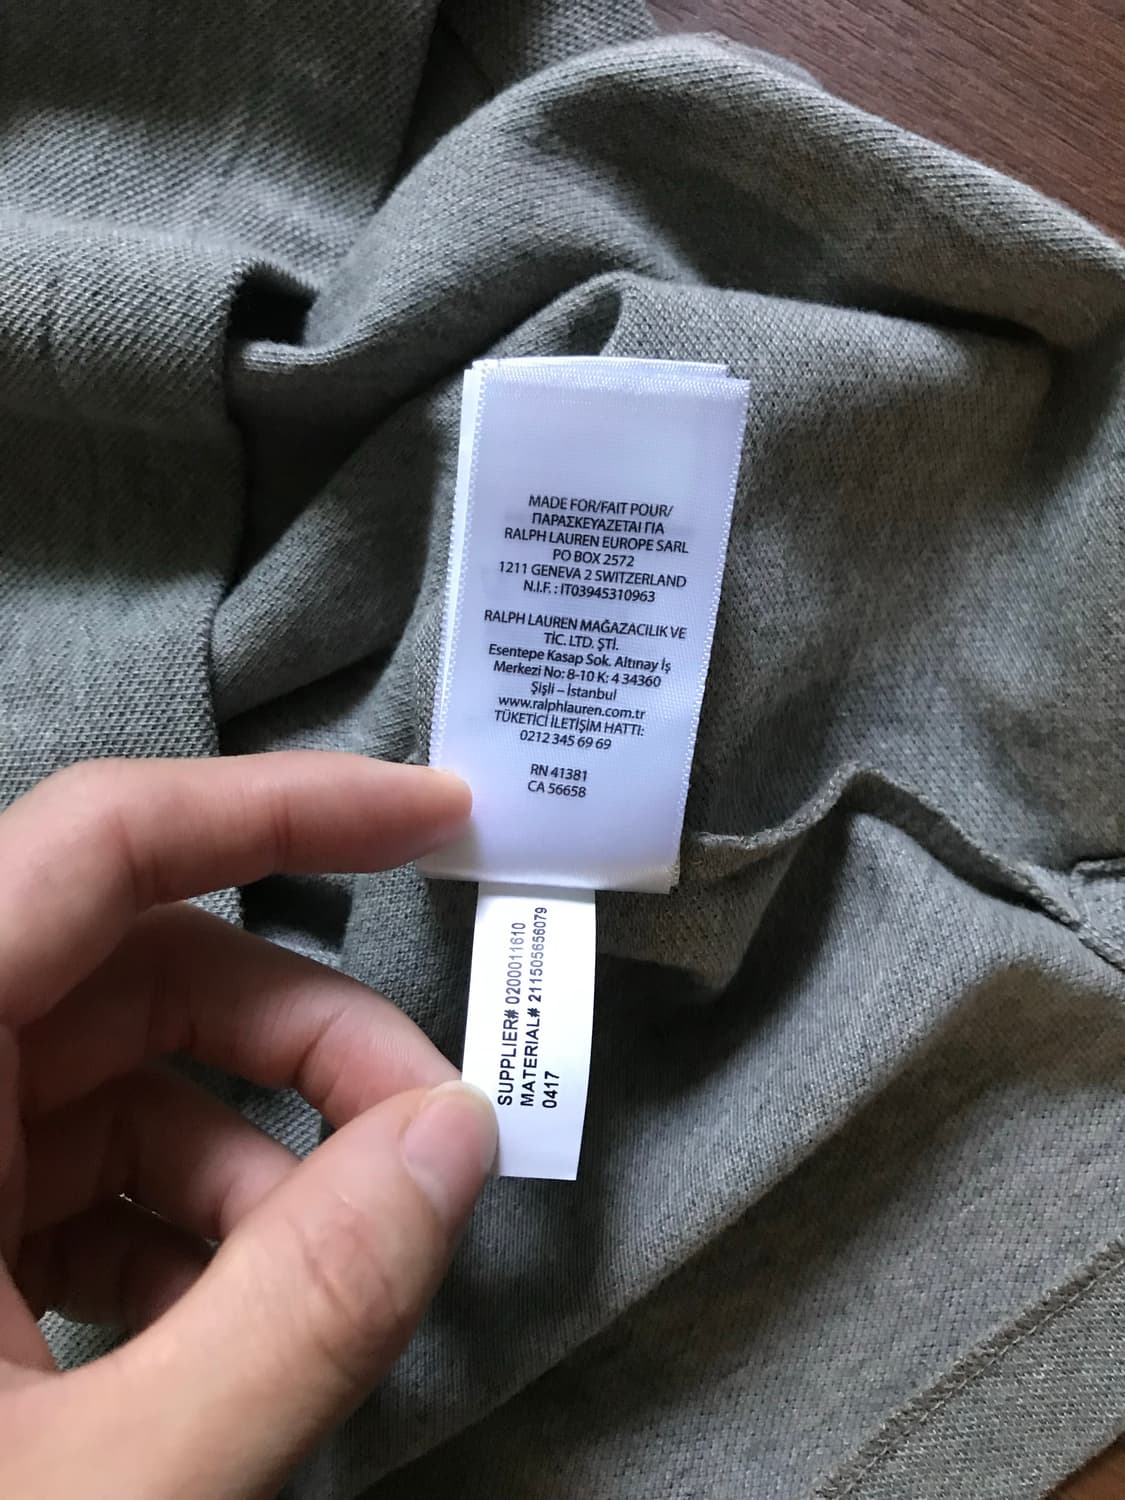 MADE FOR/FAIT POUR/
ΠΑΡΑΣΚΕΥΑΖΕΤΑΙ ΓΙΑ
RALPH LAUREN EUROPE SARL
PO BOX 2572
1211 GENEVA 2 SWITZERLAND
N.I.F. : IT03945310963
RALPH LAUREN MAĞAZACILIK VE
TİC. LTD. ŞTİ.
Esentepe Kasap Sok. Altınay İş
Merkezi No: 8-10 K: 4 34360
Şişli – İstanbul
www.ralphlauren.com.tr
TÜKETİCİ İLETİŞİM HATTI:
0212 345 69 69
RN 41381
CA 56658
SUPPLIER# 0200011610
MATERIAL# 211505656079
0417